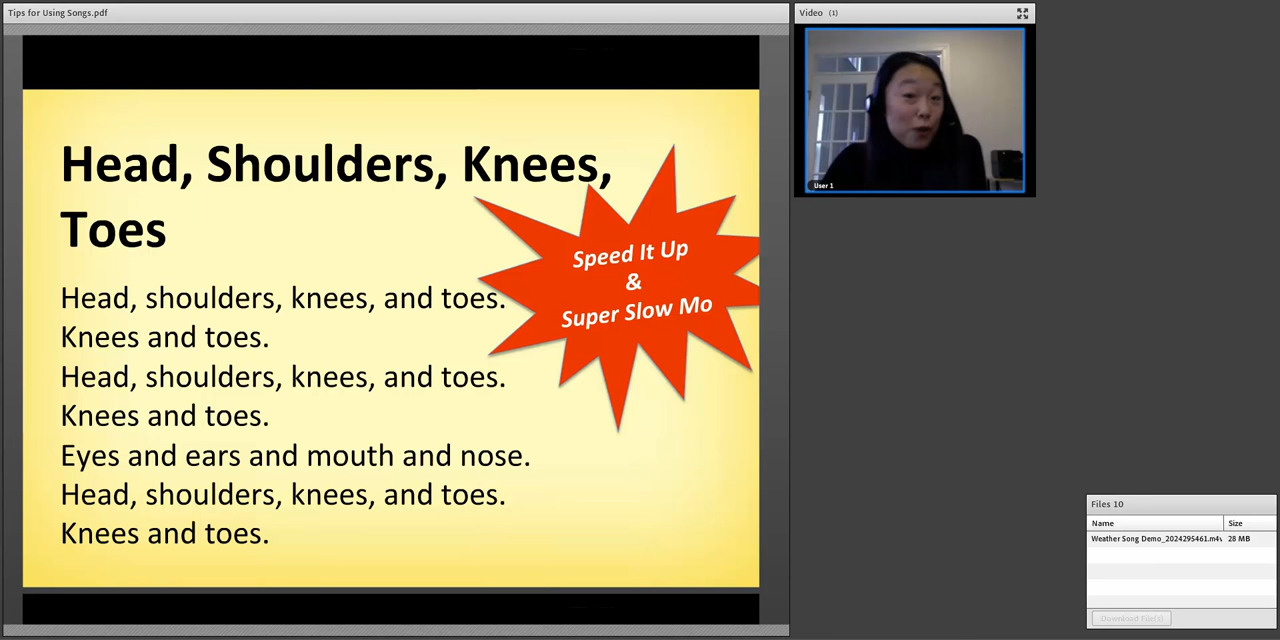 Tips for Using Songs.pdf
Head, Shoulders, Knees,
Toes
Speed It Up
&
Super Slow Mo
Head, shoulders, knees, and toes.
Knees and toes.
Head, shoulders, knees, and toes.
Knees and toes.
Eyes and ears and mouth and nose.
Head, shoulders, knees, and toes.
Knees and toes.
Video (1)
User 1
Files 10
Name Size
Weather Song Demo_2024295461.m4v 28 MB
Download File(s)